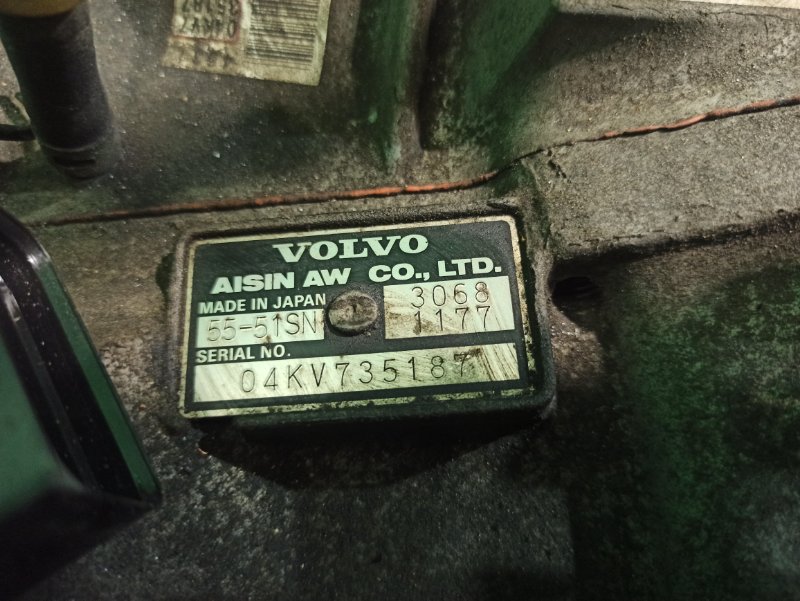 VOLVO
AISIN AW CO., LTD.
MADE IN JAPAN 3068
55-51SN 1177
SERIAL NO.
04KV735187